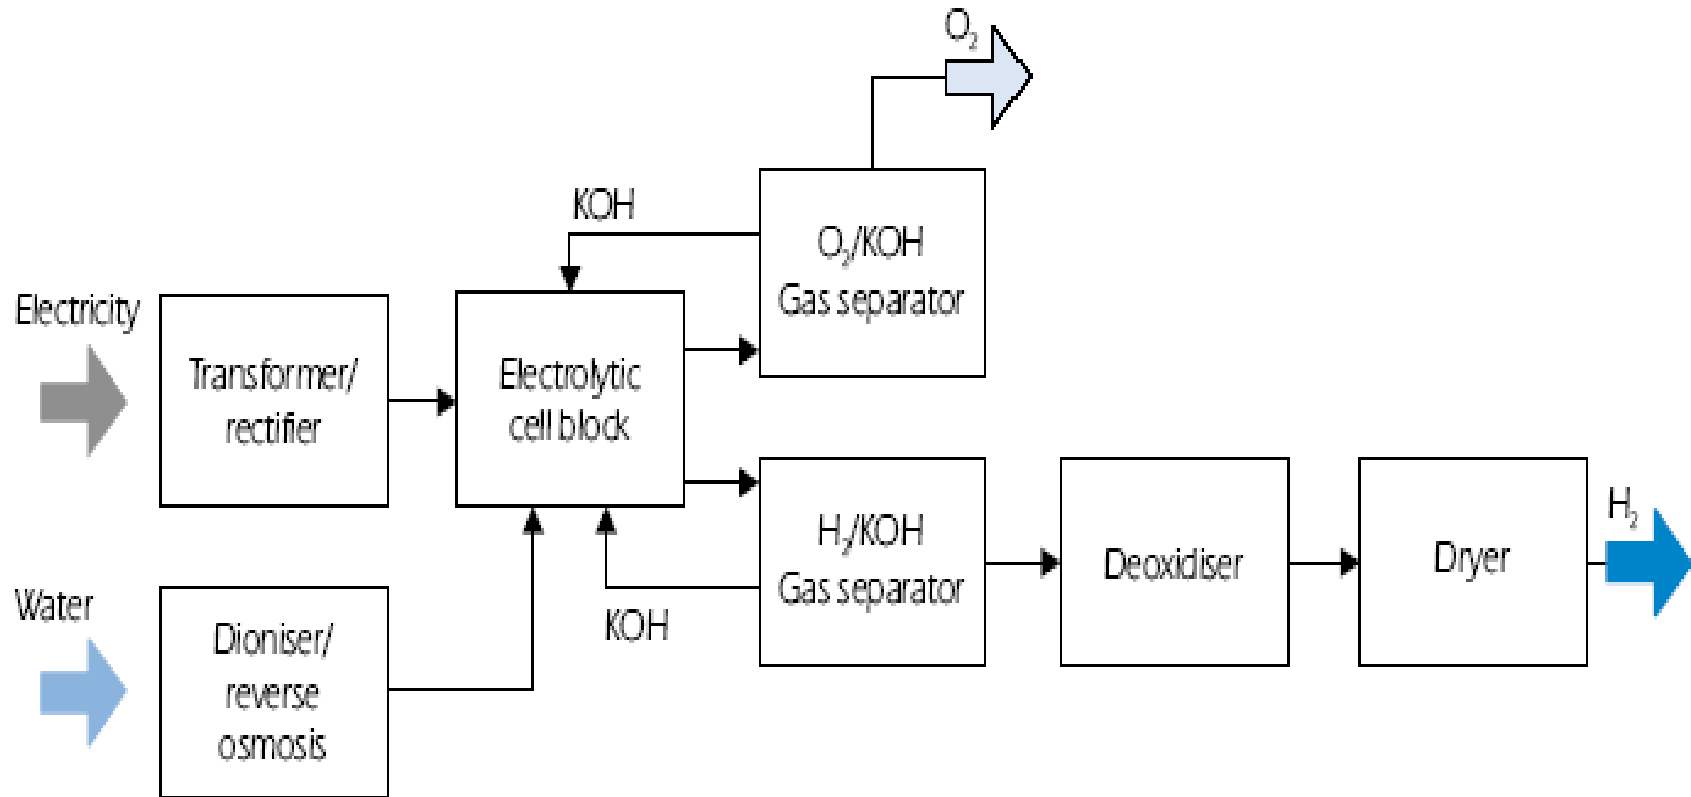 O₂
KOH
O₂/KOH
Gas separator
Electricity
Transformer/
rectifier
Electrolytic
cell block
H₂/KOH
Gas separator
Deoxidiser
Dryer
H₂
Water
KOH
Dioniser/
reverse
osmosis